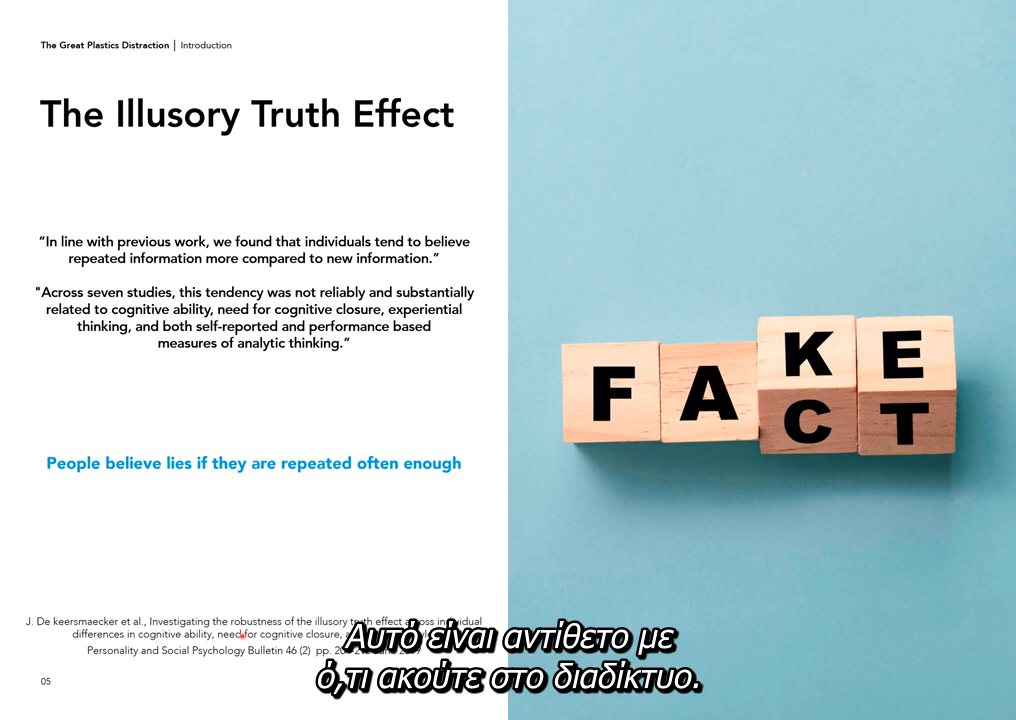 The Great Plastics Distraction | Introduction
The Illusory Truth Effect
“In line with previous work, we found that individuals tend to believe
repeated information more compared to new information.”
"Across seven studies, this tendency was not reliably and substantially
related to cognitive ability, need for cognitive closure, experiential
thinking, and both self-reported and performance based
measures of analytic thinking.”
People believe lies if they are repeated often enough
FAKE
CT
J. De keersmaecker et al., Investigating the robustness of the illusory truth effect across individual
differences in cognitive ability, need for cognitive closure,
Personality and Social Psychology Bulletin 46 (2) pp.
Αυτό είναι αντίθετο με
ό,τι ακούτε στο διαδίκτυο.
05